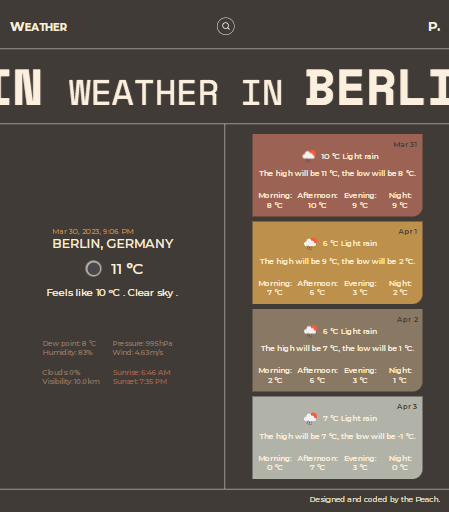 WEATHER
P.
IN WEATHER IN BERLI
Mar 30, 2023, 9:06 PM
BERLIN, GERMANY
11 °C
Feels like 10 °C . Clear sky .
Dew point: 8 °C Pressure: 995hPa
Humidity: 83% Wind: 4.63m/s
Clouds: 0% Sunrise: 6:46 AM
Visibility: 10.0km Sunset: 7:35 PM
Mar 31
10 °C Light rain
The high will be 11 °C, the low will be 8 °C.
Morning: Afternoon: Evening: Night:
8 °C 10 °C 9 °C 9 °C
Apr 1
6 °C Light rain
The high will be 9 °C, the low will be 2 °C.
Morning: Afternoon: Evening: Night:
7 °C 6 °C 3 °C 2 °C
Apr 2
6 °C Light rain
The high will be 7 °C, the low will be 1 °C.
Morning: Afternoon: Evening: Night:
2 °C 6 °C 3 °C 1 °C
Apr 3
7 °C Light rain
The high will be 7 °C, the low will be -1 °C.
Morning: Afternoon: Evening: Night:
0 °C 7 °C 3 °C 0 °C
Designed and coded by the Peach.